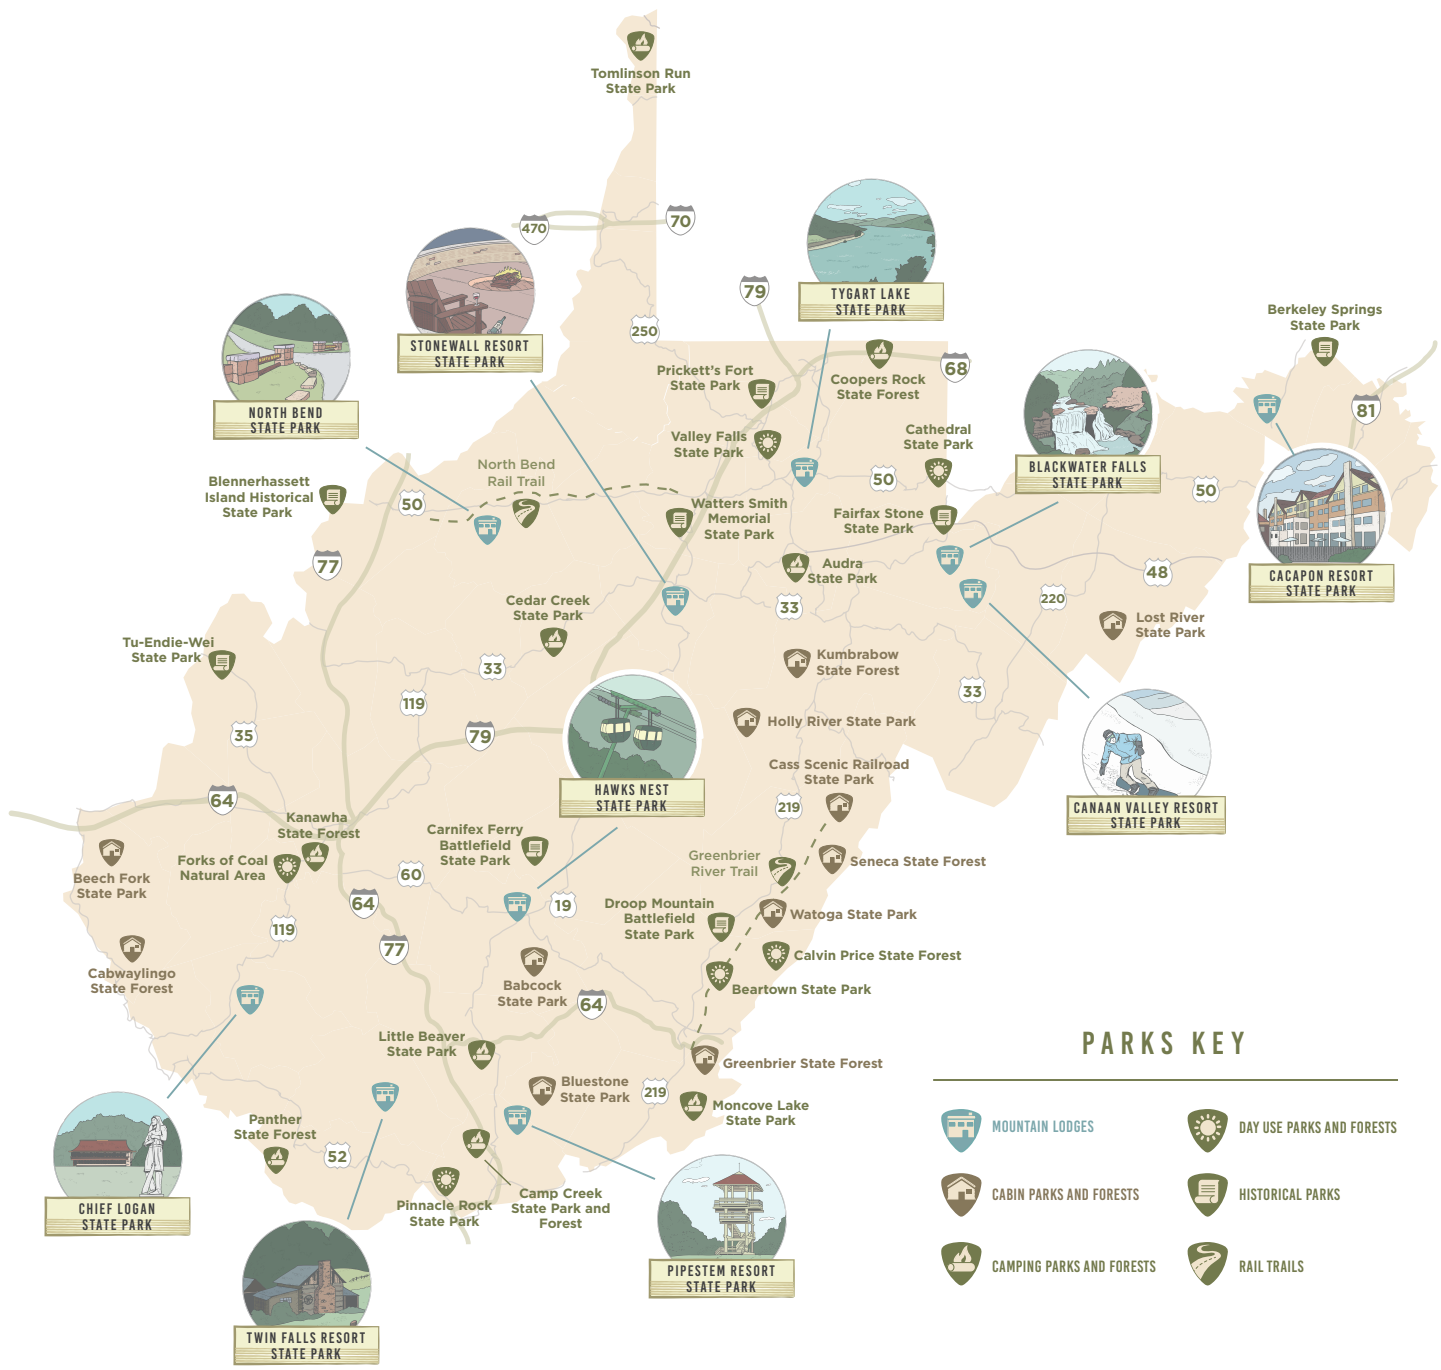 Tomlinson Run
State Park
470
70
79
TYGART LAKE
STATE PARK
250
STONEWALL RESORT
STATE PARK
Berkeley Springs
State Park
68
Prickett's Fort
State Park
Coopers Rock
State Forest
81
NORTH BEND
STATE PARK
Valley Falls
State Park
Cathedral
State Park
BLACKWATER FALLS
STATE PARK
North Bend
Rail Trail
Blennerhassett
Island Historical
State Park
50
50
50
Watters Smith
Memorial
State Park
Fairfax Stone
State Park
77
Audra
State Park
48
CACAPON RESORT
STATE PARK
Cedar Creek
State Park
33
220
Lost River
State Park
Tu-Endie-Wei
State Park
33
Kumbrabow
State Forest
33
119
35
79
Holly River State Park
Cass Scenic Railroad
State Park
HAWKS NEST
STATE PARK
219
CANAAN VALLEY RESORT
STATE PARK
64
Kanawha
State Forest
Carnifex Ferry
Battlefield
State Park
Forks of Coal
Natural Area
Beech Fork
State Park
60
Greenbrier
River Trail
Seneca State Forest
64
19
Droop Mountain
Battlefield
State Park
Watoga State Park
119
77
Calvin Price State Forest
Cabwaylingo
State Forest
Babcock
State Park
Beartown State Park
64
Little Beaver
State Park
Greenbrier State Forest
Bluestone
State Park
219
Moncove Lake
State Park
Panther
State Forest
52
Pinnacle Rock
State Park
Camp Creek
State Park and
Forest
CHIEF LOGAN
STATE PARK
PIPESTEM RESORT
STATE PARK
TWIN FALLS RESORT
STATE PARK
PARKS KEY
MOUNTAIN LODGES
DAY USE PARKS AND FORESTS
CABIN PARKS AND FORESTS
HISTORICAL PARKS
CAMPING PARKS AND FORESTS
RAIL TRAILS